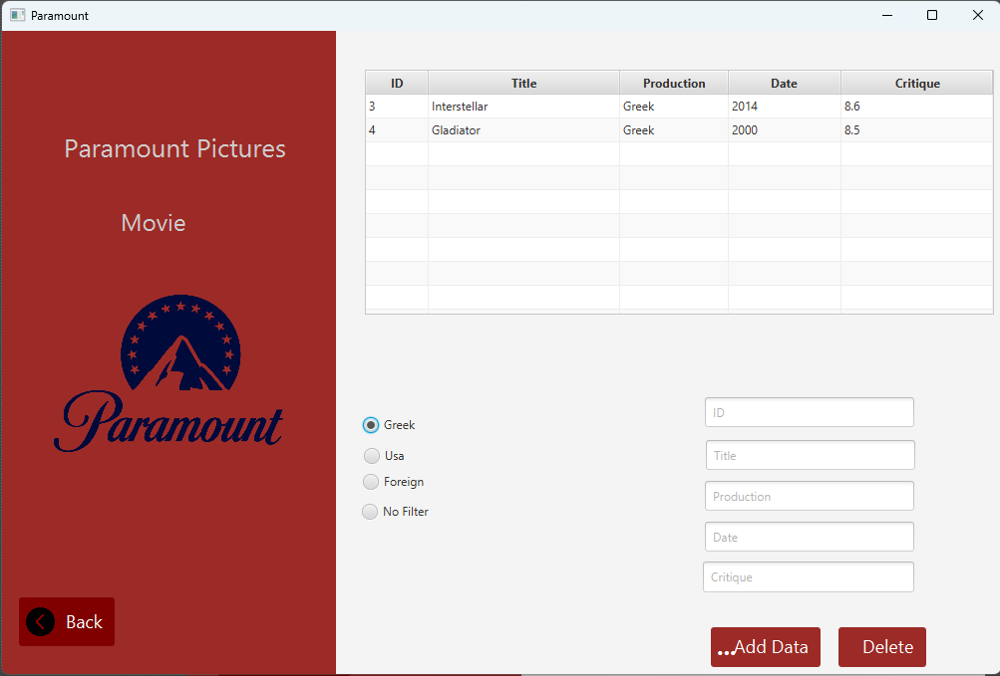 Paramount
Paramount Pictures
Movie
Paramount
Back
ID Title Production Date Critique
3 Interstellar Greek 2014 8.6
4 Gladiator Greek 2000 8.5
Greek
Usa
Foreign
No Filter
ID
Title
Production
Date
Critique
...Add Data
Delete